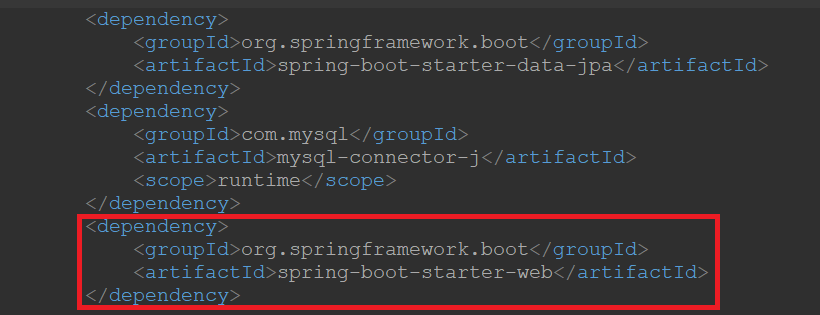 <dependency>
<groupId>org.springframework.boot</groupId>
<artifactId>spring-boot-starter-data-jpa</artifactId>
</dependency>
<dependency>
<groupId>com.mysql</groupId>
<artifactId>mysql-connector-j</artifactId>
<scope>runtime</scope>
</dependency>
<dependency>
<groupId>org.springframework.boot</groupId>
<artifactId>spring-boot-starter-web</artifactId>
</dependency>